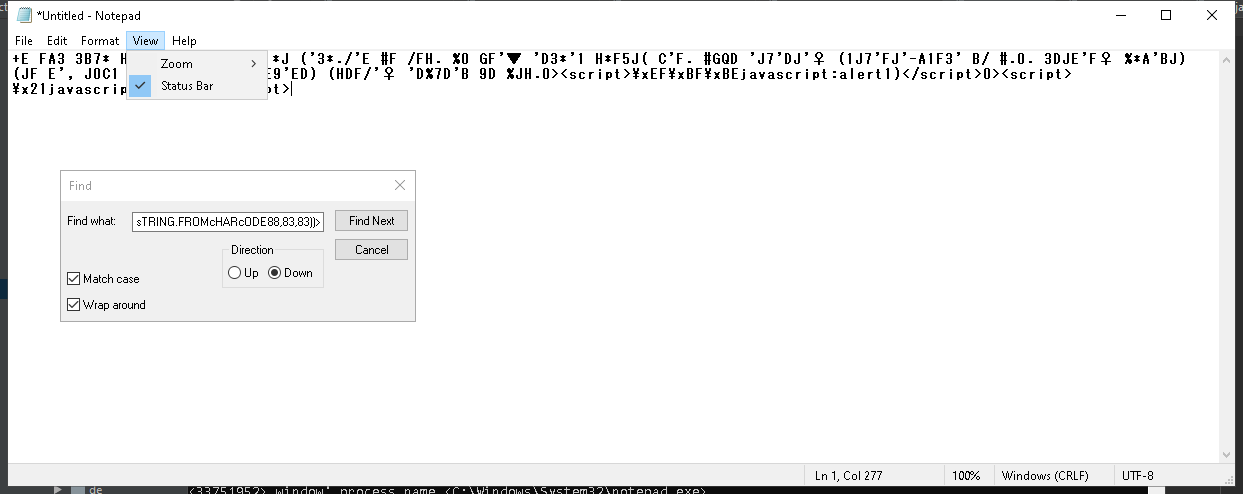 *Untitled - Notepad
File Edit Format View Help
+E FA3 3B7* H *J ('3*./'E #F /FH. %0 GF'▼ 'D3*'1 H*F5J( C'F. #GQD 'J7'DJ'♀ (1J7'FJ'-A1F3' B/ #.0. 3DJE'F♀ %*A'BJ)
(JF E', JOC1 E9'ED) (HDF/'♀ 'D%7D'B 9D %JH.0><script>¥xEF¥xBF¥xBEjavascript:alert1)</script>0><script>
¥x21javascrip pt>
Zoom >
Status Bar
Find
Find what: sTRING.FROMcHARcODE88,83,83))> Find Next
Cancel
Direction
Up Down
Match case
Wrap around
Ln 1, Col 277 100% Windows (CRLF) UTF-8
de <33751952> window' process name <C:\Windows\System32\notepad.exe>